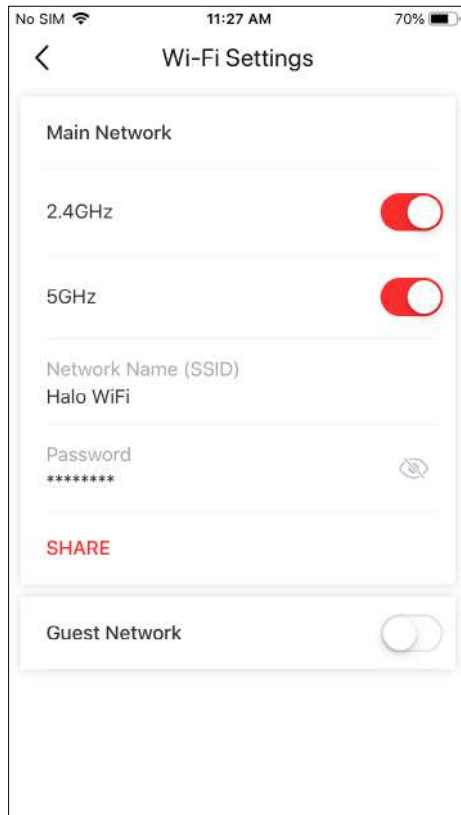 No SIM 11:27 AM 70%
Wi-Fi Settings
Main Network
2.4GHz
5GHz
Network Name (SSID)
Halo WiFi
Password
********
SHARE
Guest Network